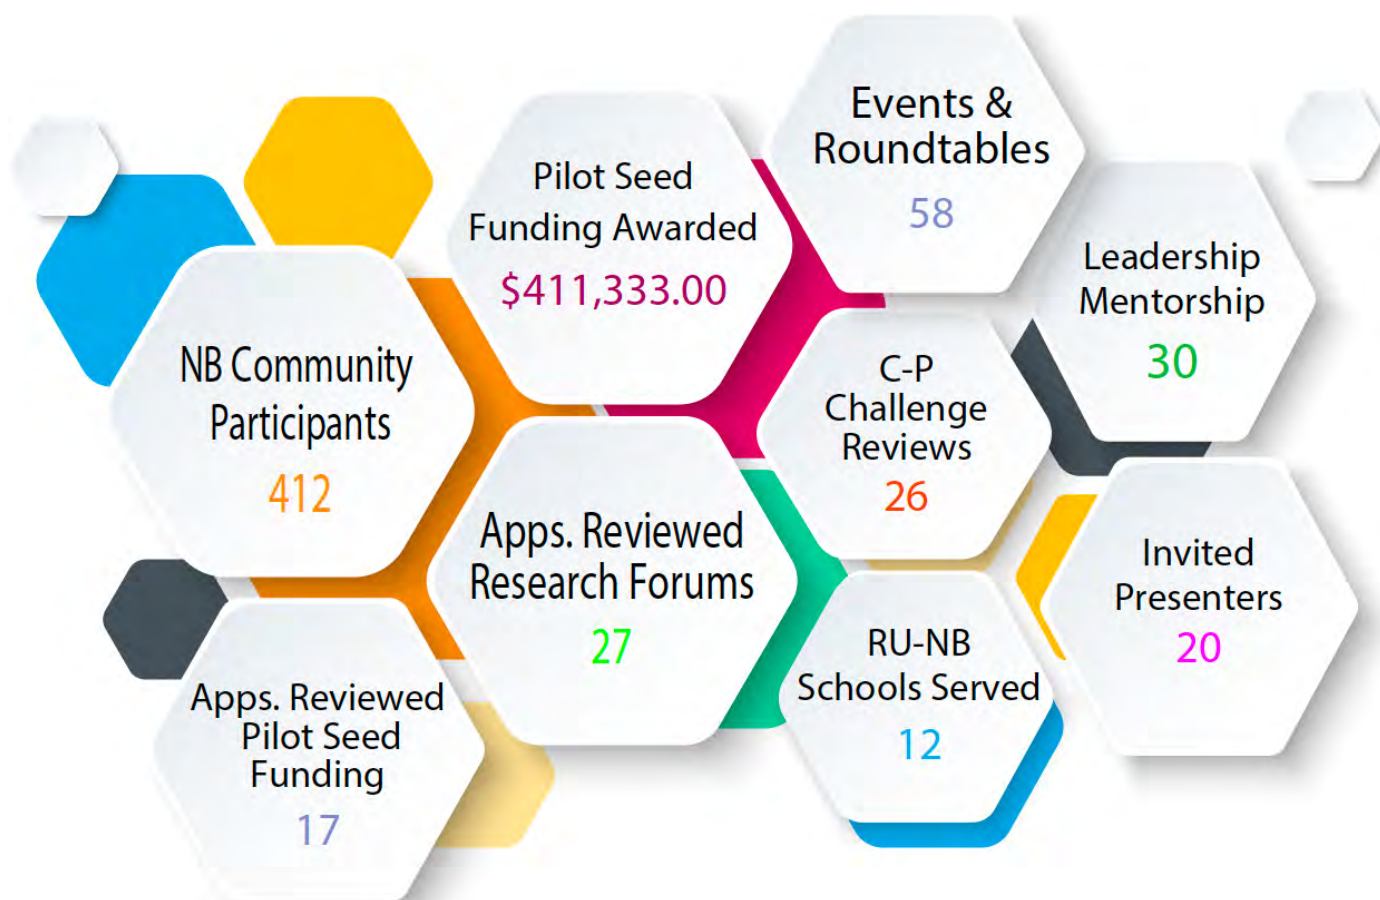 Events &
Roundtables
58
Pilot Seed
Funding Awarded
$411,333.00
Leadership
Mentorship
30
NB Community
Participants
412
C-P
Challenge
Reviews
26
Apps. Reviewed
Research Forums
27
Invited
Presenters
20
RU-NB
Schools Served
12
Apps. Reviewed
Pilot Seed
Funding
17